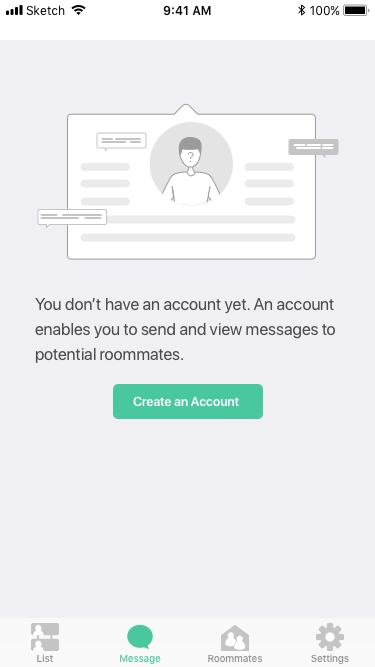 Sketch 9:41 AM 100%
?
You don’t have an account yet. An account
enables you to send and view messages to
potential roommates.
Create an Account
List Message Roommates Settings